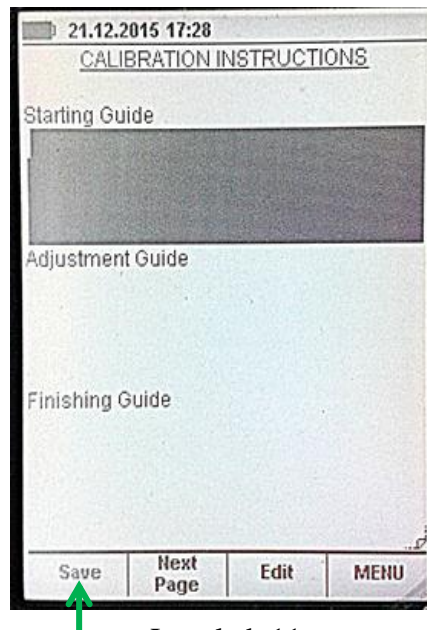 21.12.2015 17:28
CALIBRATION INSTRUCTIONS
Starting Guide
Adjustment Guide
Finishing Guide
Save
Next
Page
Edit
MENU